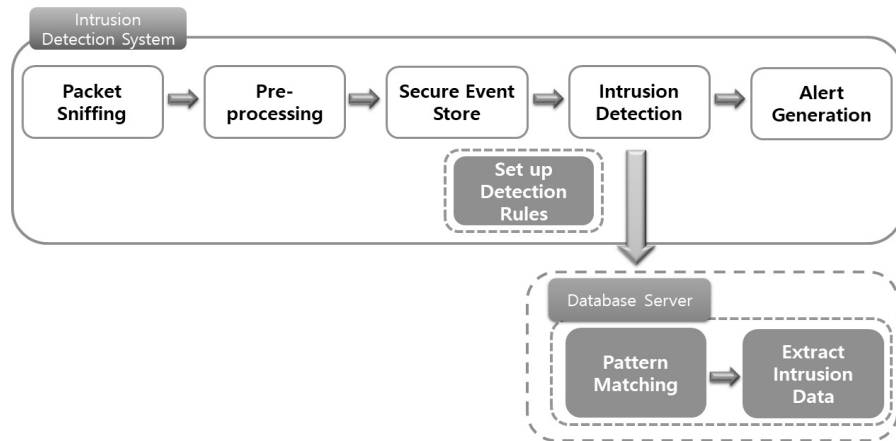 Intrusion
Detection System
Packet
Sniffing
Pre-
processing
Secure Event
Store
Intrusion
Detection
Alert
Generation
Set up
Detection
Rules
Database Server
Pattern
Matching
Extract
Intrusion
Data